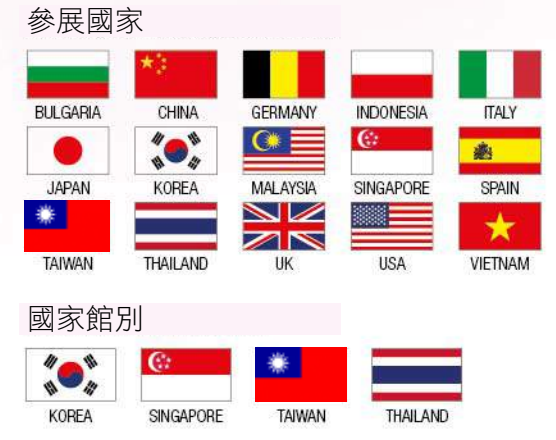 參展國家
BULGARIA CHINA GERMANY INDONESIA ITALY
JAPAN KOREA MALAYSIA SINGAPORE SPAIN
TAIWAN THAILAND UK USA VIETNAM
國家館別
KOREA SINGAPORE TAIWAN THAILAND